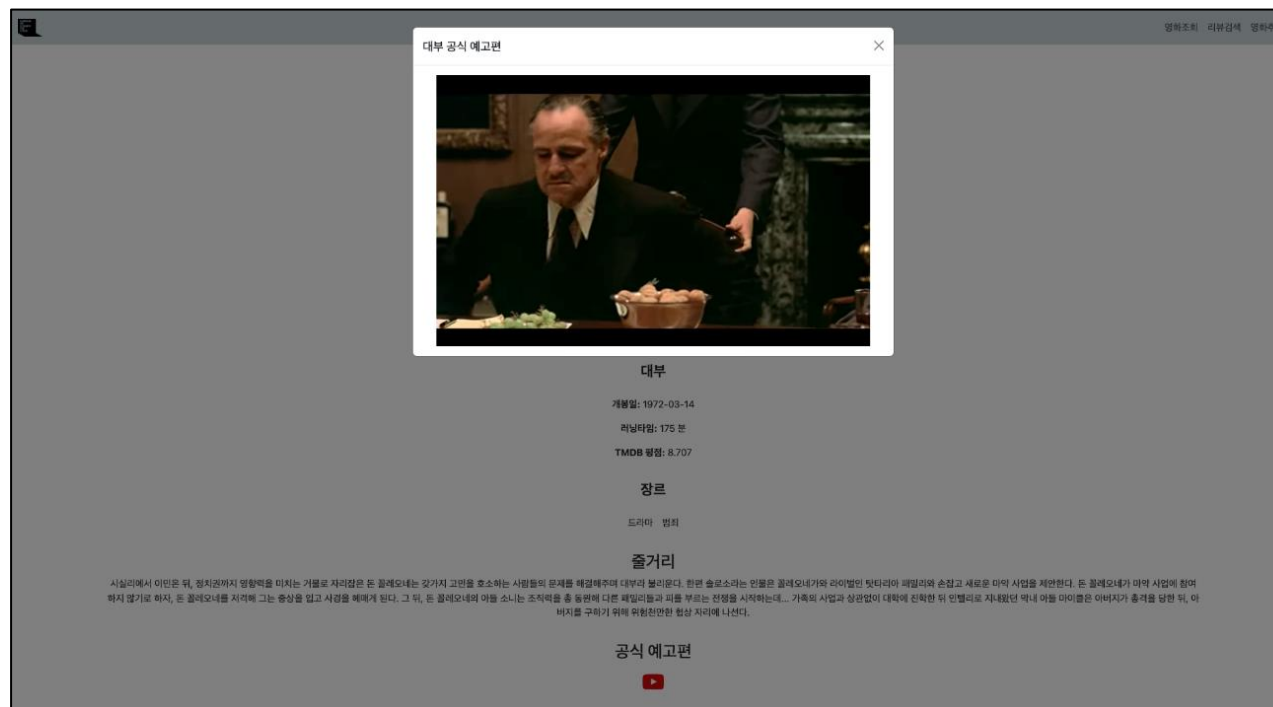 영화조회 리뷰검색
대부 공식 예고편
대부
개봉일: 1972-03-14
러닝타임: 175 분
TMDB 평점: 8.707
장르
드라마 범죄
줄거리
시실리에서 이민온 뒤, 정치권까지 영향력을 미치는 거물로 자리잡은 돈 꼴레오네는 갖가지 고민을 호소하는 사람들의 문제를 해결해주며 대부라 불리운다. 한편 솔로소라는 인물은 꼴레오네가와 라이벌인 탓타리아 패밀리와 손잡고 새로운 마약 사업을 제안한다. 돈 꼴레오네가 마약 사업에 참여
하지 않기로 하자, 돈 꼴레오네를 저격해 그는 중상을 입고 사경을 헤매게 된다. 그 뒤, 돈 꼴레오네의 아들 소니는 조직력을 총 동원해 다른 패밀리들과 피를 부르는 전쟁을 시작하는데... 가족의 사업과 상관없이 대학에 진학한 뒤 인텔리로 지내왔던 막내 아들 마이클은 아버지가 총격을 당한 뒤, 아
버지를 구하기 위해 위험천만한 협상 자리에 나선다.
공식 예고편